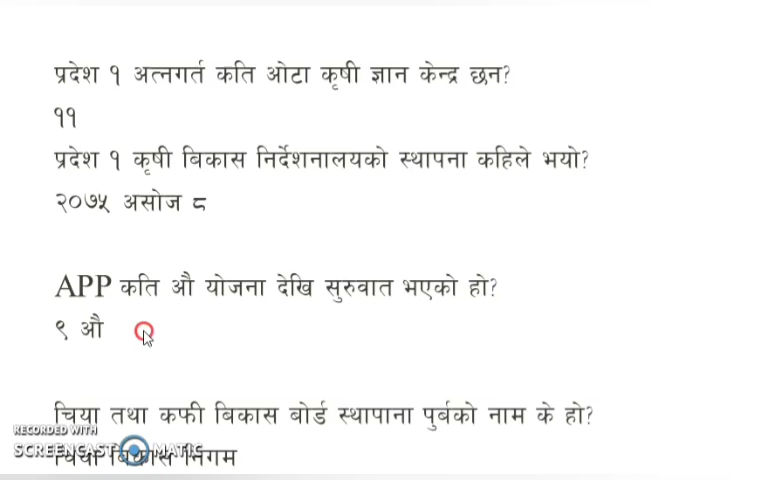 प्रदेश १ अत्नगर्त कति ओटा कृषी ज्ञान केन्द्र छन?
११
प्रदेश १ कृषी बिकास निर्देशनालयको स्थापना कहिले भयो?
२०७५ असोज ८
APP कति औ योजना देखि सुरुवात भएको हो?
९ औ
चिया तथा कफी बिकास बोर्ड स्थापाना पुर्बको नाम के हो?
RECORDED WITH
SCREENCAST MATIC
चिया बिकास निगम